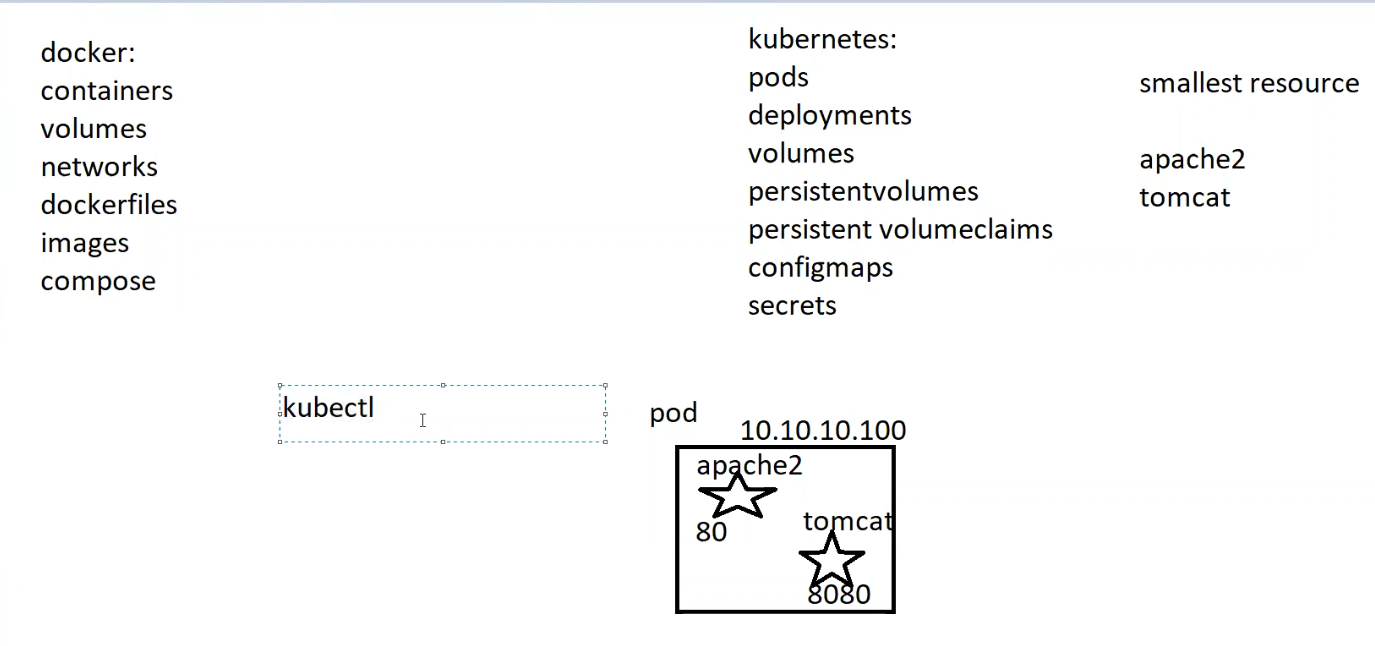 docker:
containers
volumes
networks
dockerfiles
images
compose
kubernetes:
pods
deployments
volumes
persistentvolumes
persistent volumeclaims
configmaps
secrets
smallest resource
apache2
tomcat
kubectl
pod
10.10.10.100
apache2
80
tomcat
8080